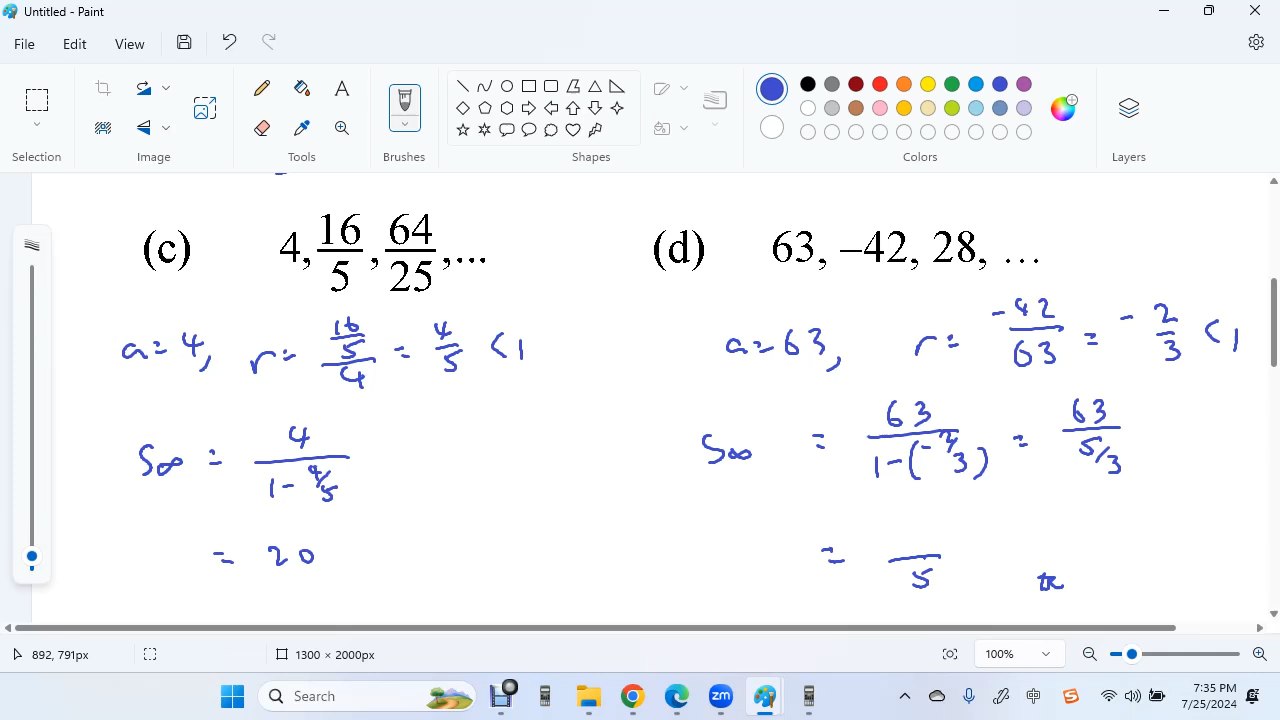 Untitled - Paint
File Edit View
Selection Image Tools Brushes Shapes Colors Layers
(c) 4, 16/5, 64/25, ... (d) 63, –42, 28, …
a = 4, r = (16/5)/4 = 4/5 < 1
a = 63, r = -42/63 = -2/3 < 1
S∞ = 4/(1 - 4/5)
S∞ = 63/(1-(-2/3)) = 63/(5/3)
= 20
= /5
892, 791px 1300 × 2000px 100%
Search zm 中 S 7:35 PM
7/25/2024